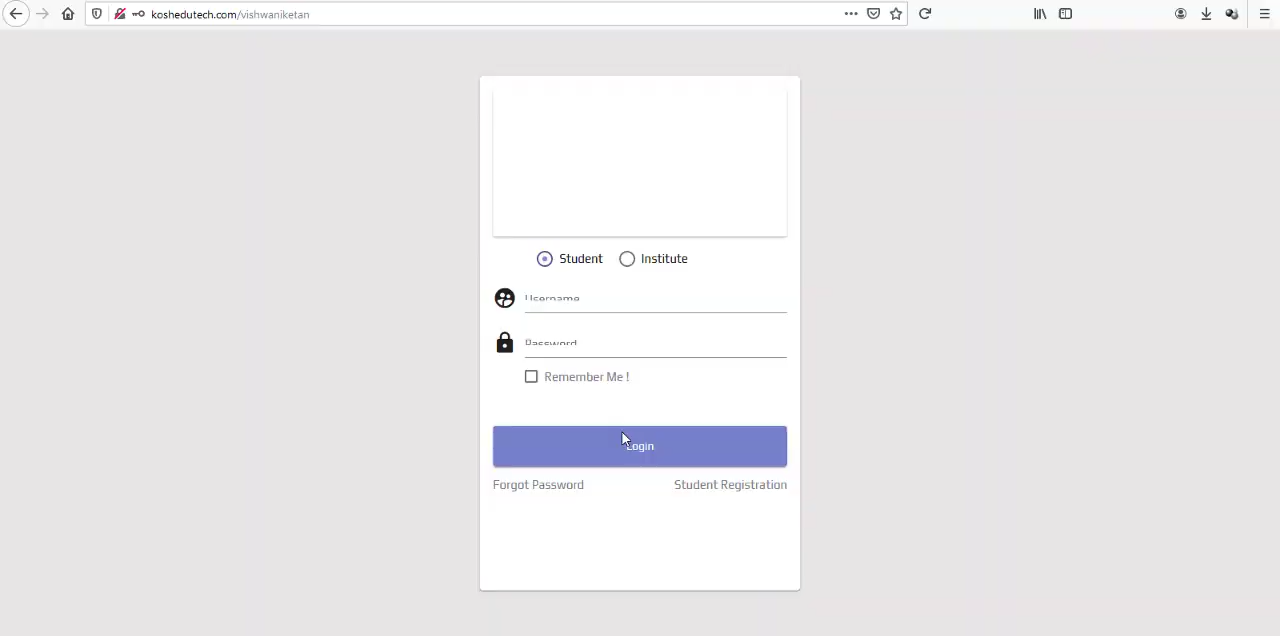 koshedutech.com/vishwaniketan
Student Institute
Username
Password
Remember Me !
Login
Forgot Password Student Registration